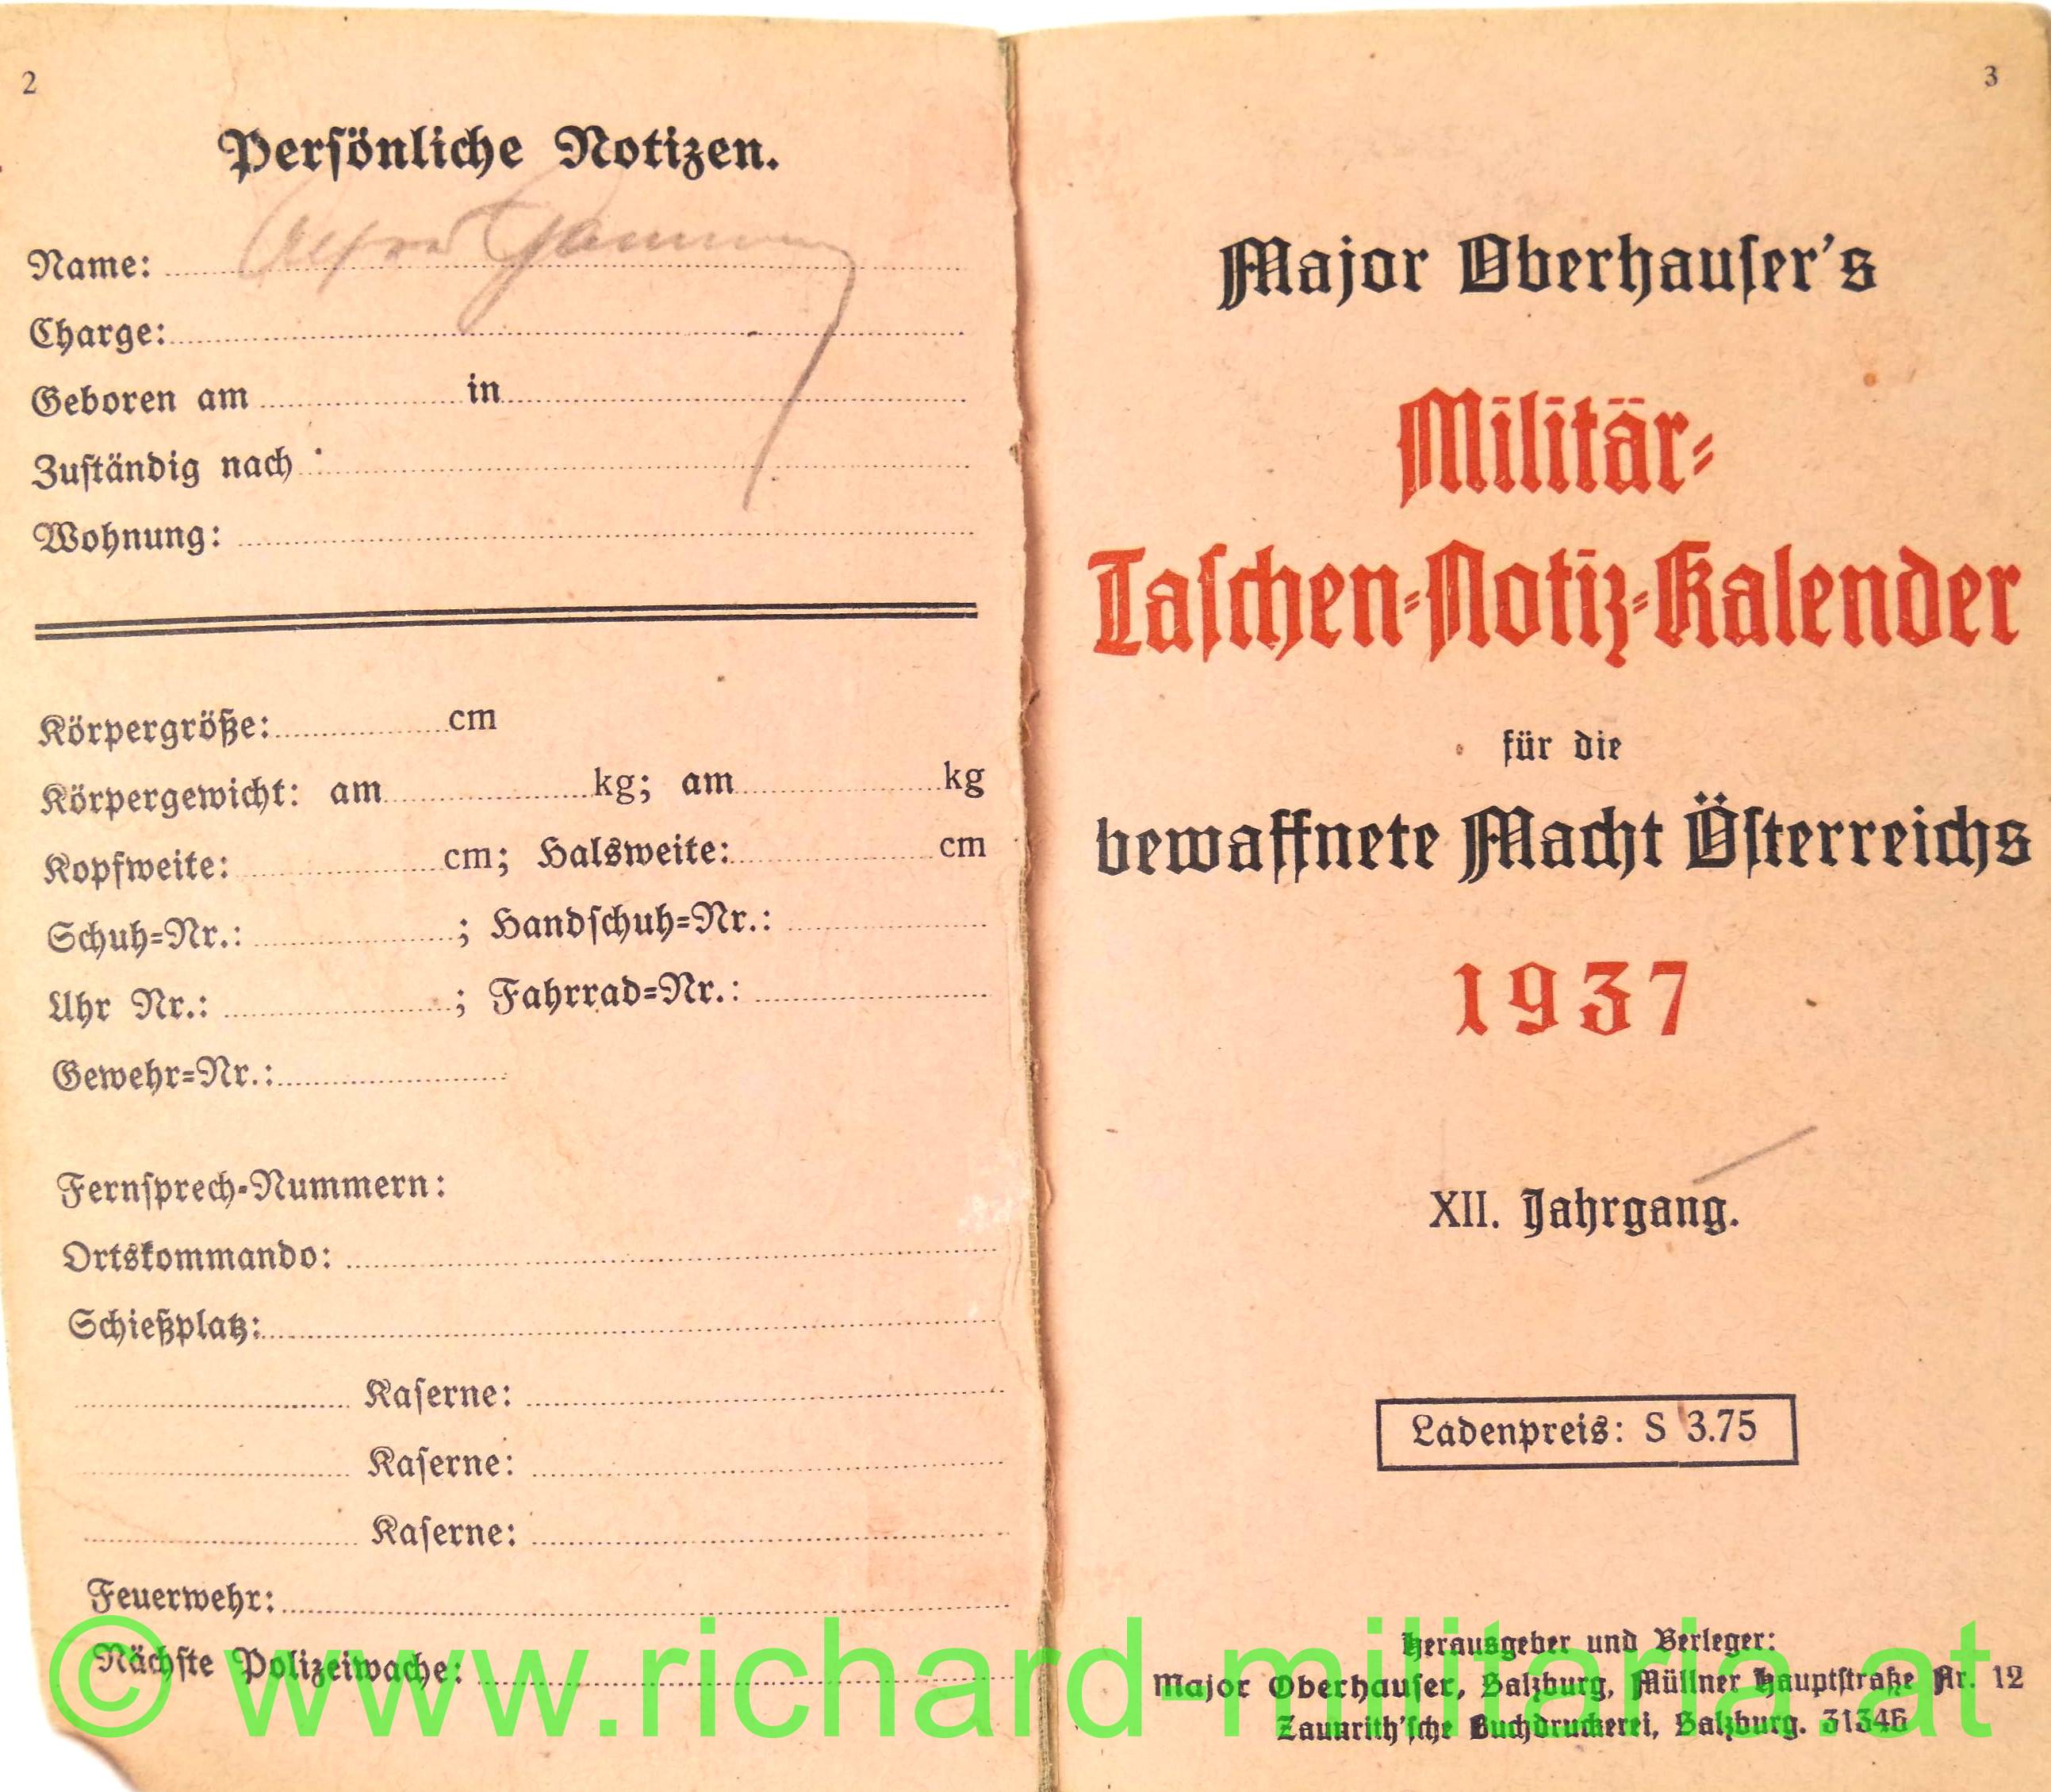 2
Persönliche Notizen.
Name: Alfred
Charge:
Geboren am in
Zuständig nach
Wohnung:
Körpergröße: cm
Körpergewicht: am kg; am kg
Kopfweite: cm; Halsweite: cm
Schuh-Nr.: ; Handschuh-Nr.:
Uhr Nr.: ; Fahrrad-Nr.:
Gewehr-Nr.:
Fernsprech-Nummern:
Ortskommando:
Schießplatz:
Kaserne:
Kaserne:
Kaserne:
Feuerwehr:
Nächste Polizeiwache:
3
Major Oberhauser's
Militär-
Taschen-Notiz-Kalender
für die
bewaffnete Macht Österreichs
1937
XII. Jahrgang.
Ladenpreis: S 3.75
Herausgeber und Verleger:
Major Oberhauser, Salzburg, Müllner Hauptstraße Nr. 12
Zaunrith'sche Buchdruckerei, Salzburg. 31346
© www.richard-militaria.at